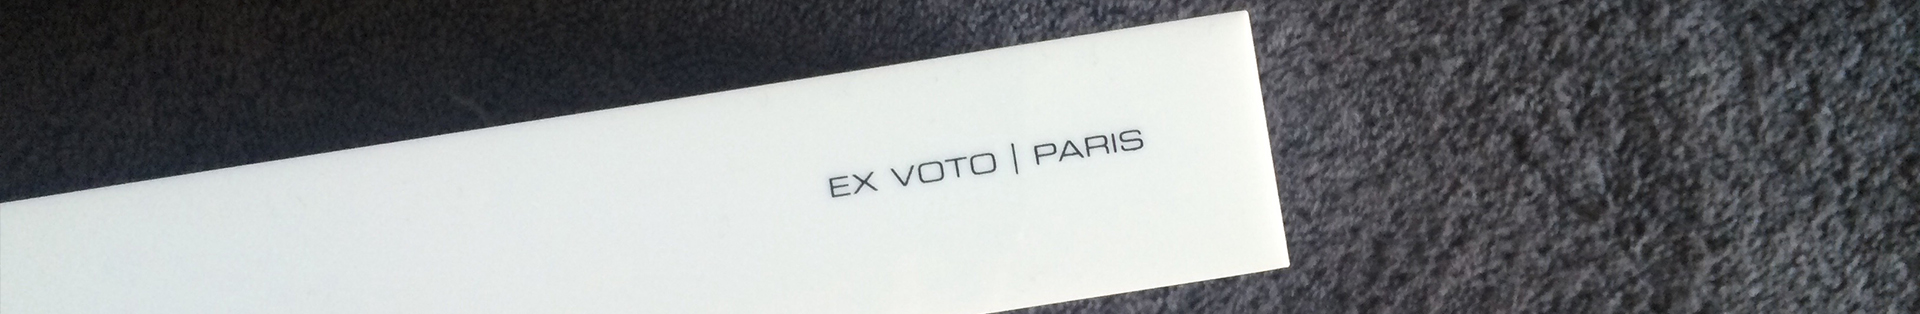 EX VOTO | PARIS